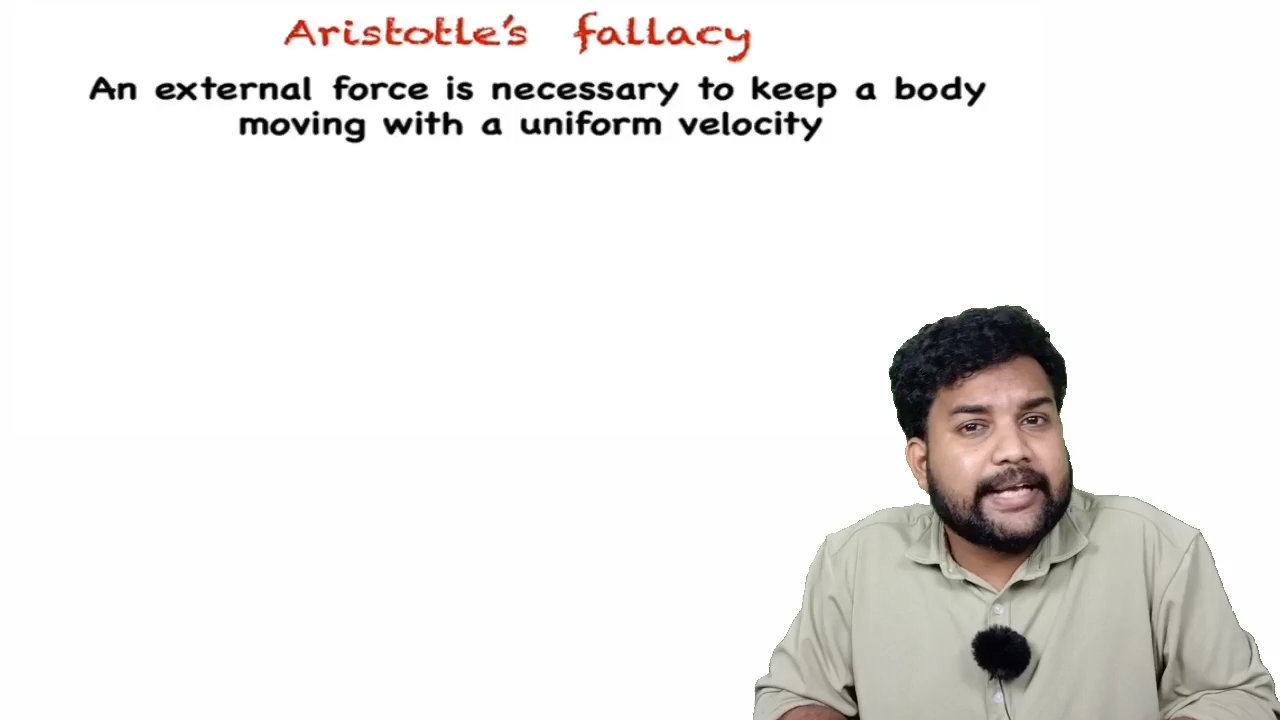 Aristotle's fallacy
An external force is necessary to keep a body
moving with a uniform velocity